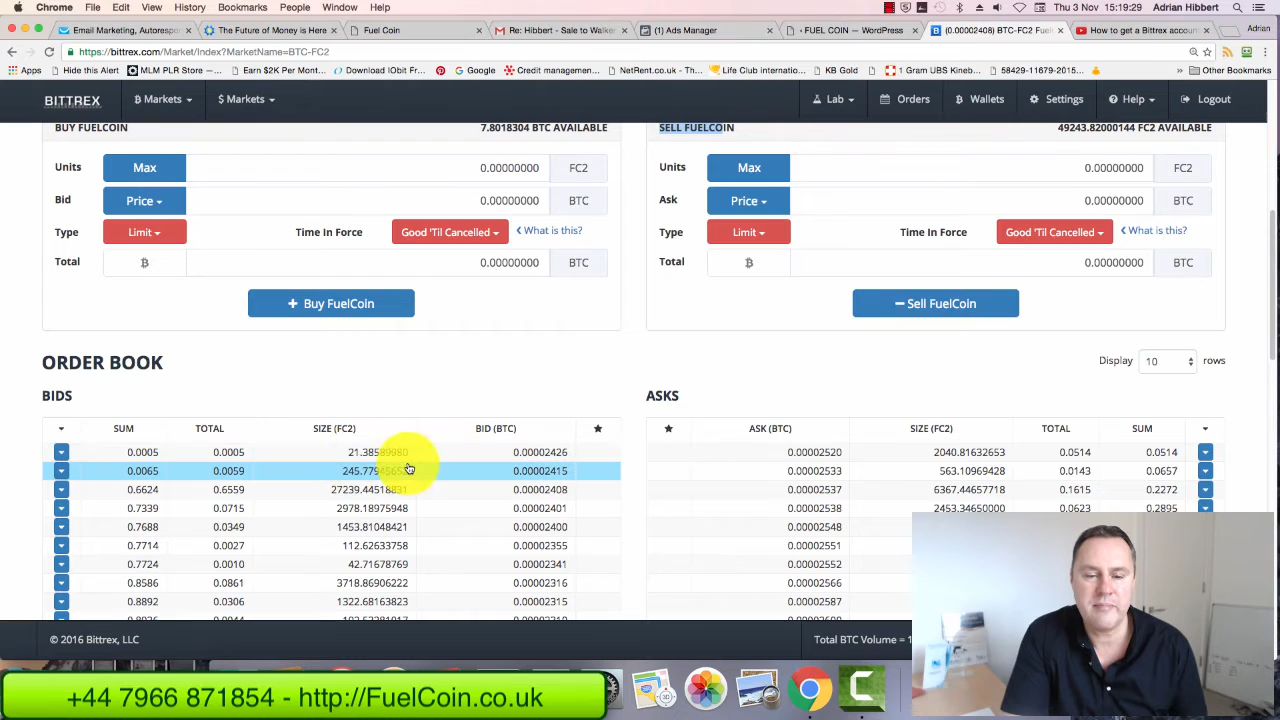 Chrome File Edit View History Bookmarks People Window Help Thu 3 Nov 15:19:29 Adrian Hibbert
Email Marketing, Autorespo The Future of Money is Here Fuel Coin Re: Hibbert - Sale to Walker (1) Ads Manager ‹ FUEL COIN — WordPress (0.00002408) BTC-FC2 Fuel How to get a Bittrex accoun Adrian
https://bittrex.com/Market/Index?MarketName=BTC-FC2
Apps Hide this Alert MLM PLR Store — ... Earn $2K Per Mont... Download IObit Fr... Google Credit managemen... NetRent.co.uk - Th... Life Club internatio... KB Gold 1 Gram UBS Kineb... 58429-11679-2015... » Other Bookmarks
BITTREX Markets $ Markets Lab Orders Wallets Settings Help Logout
BUY FUELCOIN 7.8018304 BTC AVAILABLE SELL FUELCOIN 49243.82000144 FC2 AVAILABLE
Units Max 0.00000000 FC2 Units Max 0.00000000 FC2
Bid Price 0.00000000 BTC Ask Price 0.00000000 BTC
Type Limit Time In Force Good 'Til Cancelled What is this? Type Limit Time In Force Good 'Til Cancelled What is this?
Total 0.00000000 BTC Total 0.00000000 BTC
+ Buy FuelCoin − Sell FuelCoin
ORDER BOOK Display 10 rows
BIDS ASKS
SUM TOTAL SIZE (FC2) BID (BTC) ASK (BTC) SIZE (FC2) TOTAL SUM
0.0005 0.0005 21.38589980 0.00002426 0.00002520 2040.81632653 0.0514 0.0514
0.0065 0.0059 0.00002415 0.00002533 563.10969428 0.0143 0.0657
0.6624 0.6559 27239.44518831 0.00002408 0.00002537 6367.44657718 0.1615 0.2272
0.7339 0.0715 2978.18975948 0.00002401 0.00002538 2453.34650000 0.0623 0.2895
0.7688 0.0349 1453.81048421 0.00002400 0.00002548
0.7714 0.0027 112.62633758 0.00002355 0.00002551
0.7724 0.0010 42.71678769 0.00002341 0.00002552
0.8586 0.0861 3718.86906222 0.00002316 0.00002566
0.8892 0.0306 1322.68163823 0.00002315 0.00002587
© 2016 Bittrex, LLC Total BTC Volume = 1
+44 7966 871854 - http://FuelCoin.co.uk